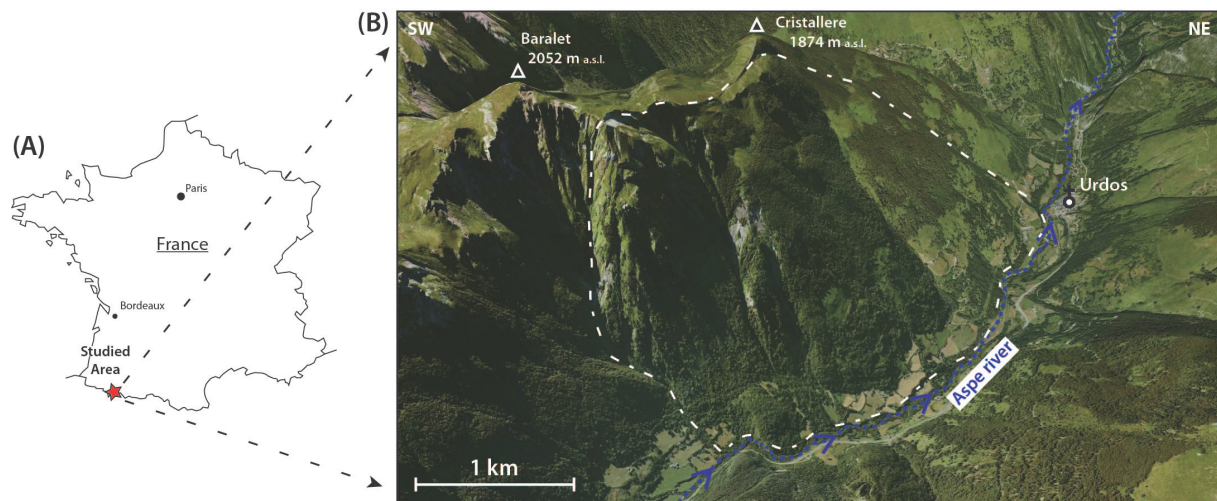 (A)
Paris
France
Bordeaux
Studied
Area
(B)
SW
NE
Baralet
2052 m a.s.l.
Cristallere
1874 m a.s.l.
Urdos
Aspe river
1 km